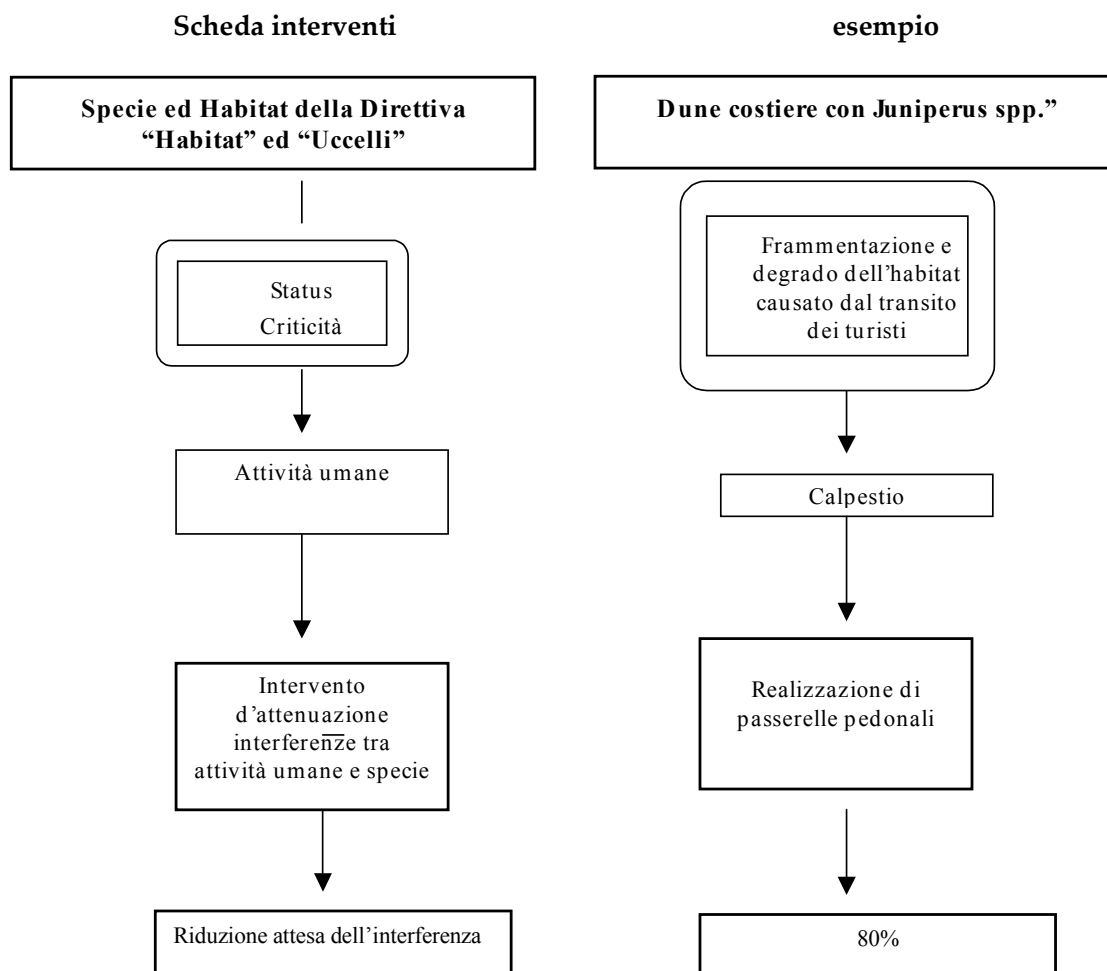 Scheda interventi
esempio
Specie ed Habitat della Direttiva
“Habitat” ed “Uccelli”
Dune costiere con Juniperus spp.”
Status
Criticità
Frammentazione e
degrado dell’habitat
causato dal transito
dei turisti
Attività umane
Calpestio
Intervento
d’attenuazione
interferenze tra
attività umane e specie
Realizzazione di
passerelle pedonali
Riduzione attesa dell’interferenza
80%